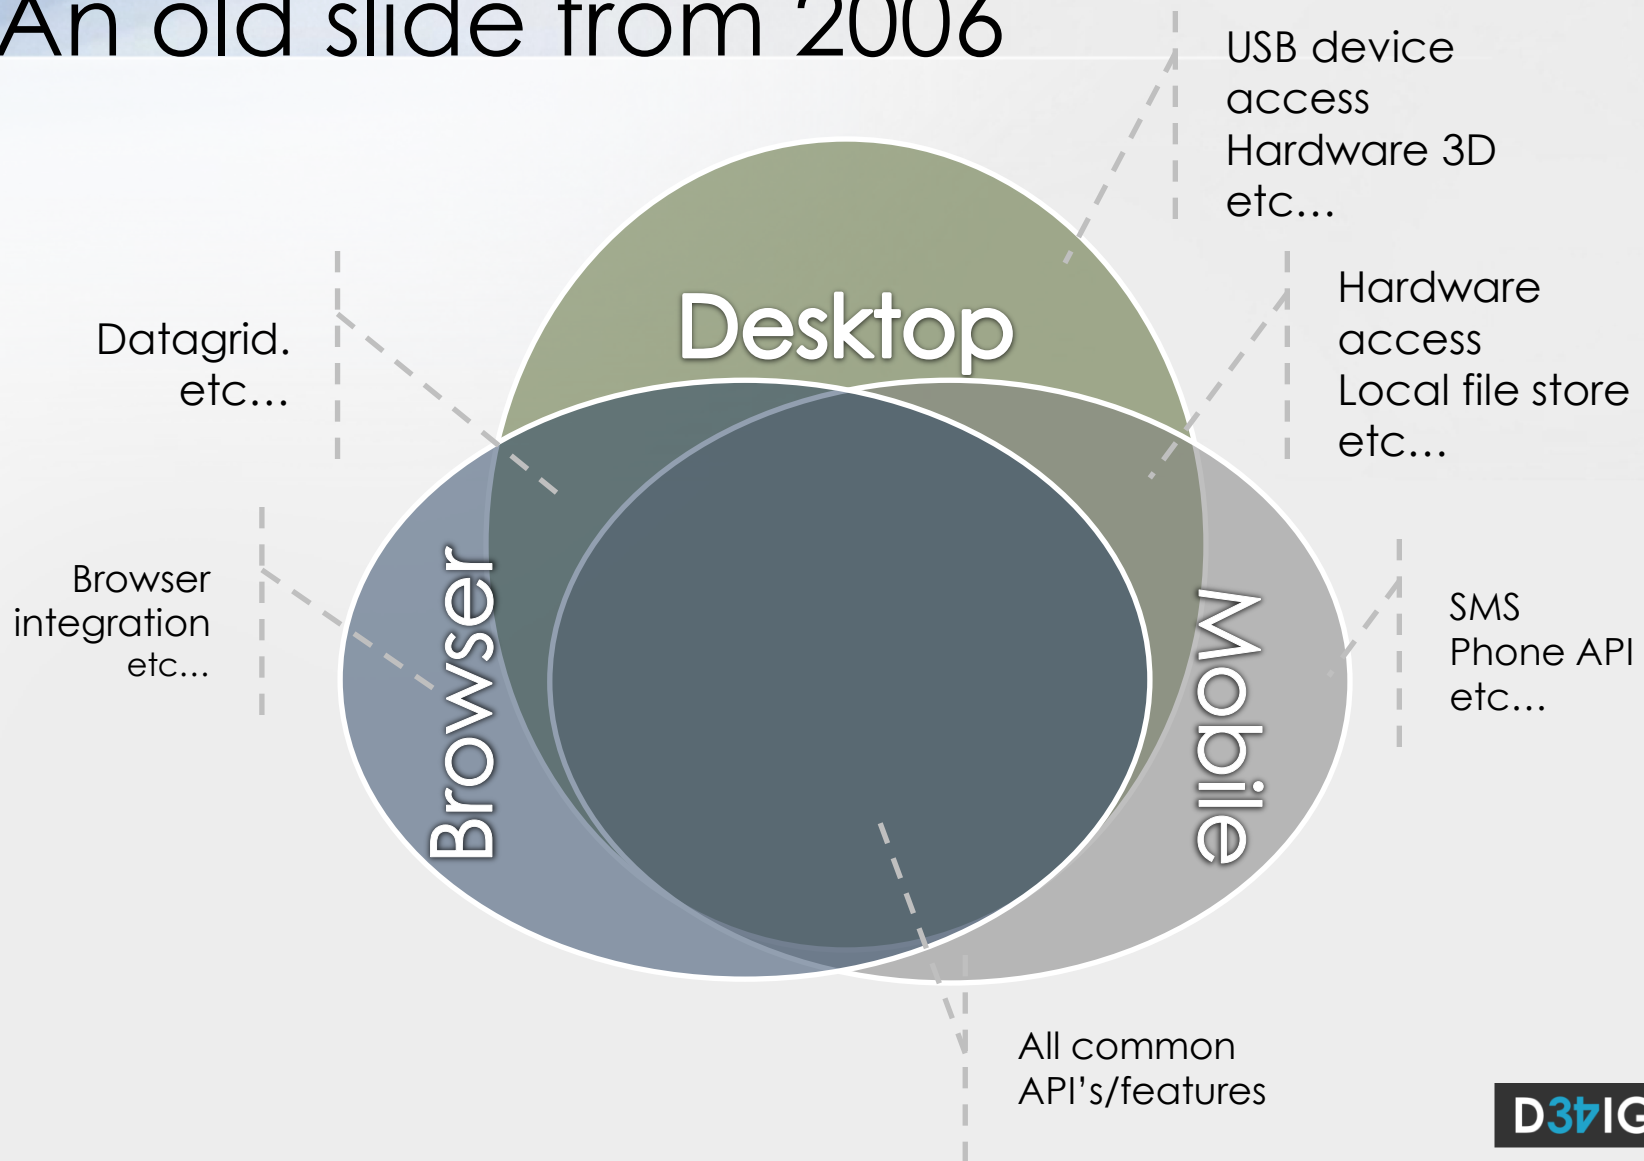 An old slide from 2006
USB device
access
Hardware 3D
etc…
Desktop
Hardware
access
Local file store
etc…
Datagrid.
etc…
Browser
integration
etc…
Browser
Mobile
SMS
Phone API
etc…
All common
API's/features